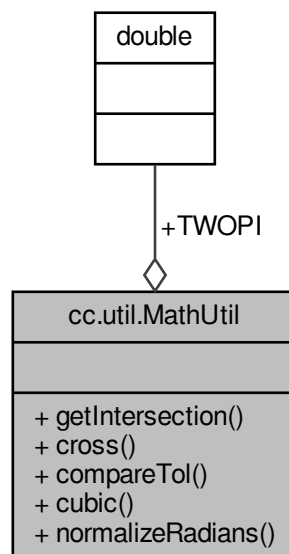 double
+TWOPI
cc.util.MathUtil
+ getIntersection()
+ cross()
+ compareTol()
+ cubic()
+ normalizeRadians()